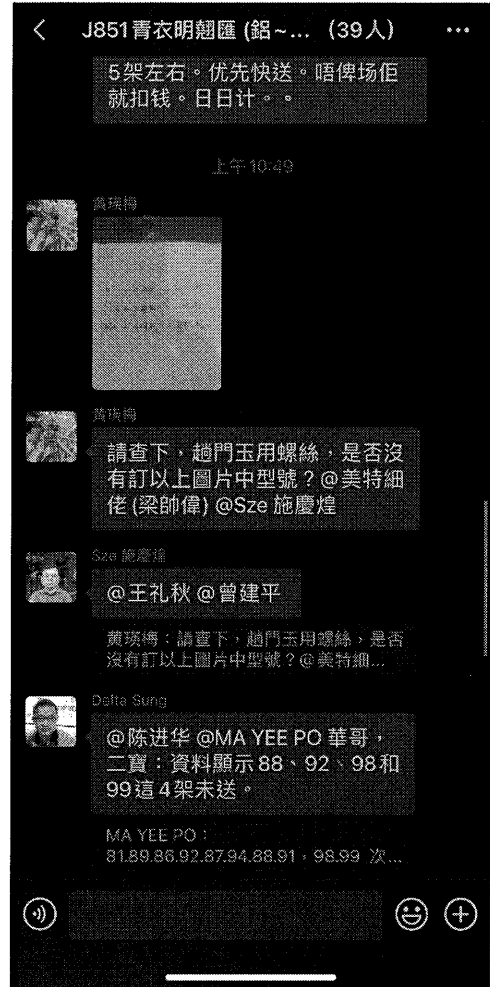 J851青衣明翹匯 (鋁~... (39人)
5架左右。优先快送。唔俾场佢
就扣钱。日日计。。
上午10:49
黄瑛梅
黄瑛梅
請查下，趟門玉用螺絲，是否沒
有訂以上圖片中型號？@美特細
佬 (梁帥偉) @Sze 施慶煌
Sze 施慶煌
@王礼秋 @曾建平
黄瑛梅：請查下，趟門玉用螺絲，是否
沒有訂以上圖片中型號？@美特細...
Delta Sung
@陈进华 @MA YEE PO 華哥，
二寶：資料顯示 88、92、98和
99這4架未送。
MA YEE PO：
81.89.86.92.87.94.88.91，98.99 次...